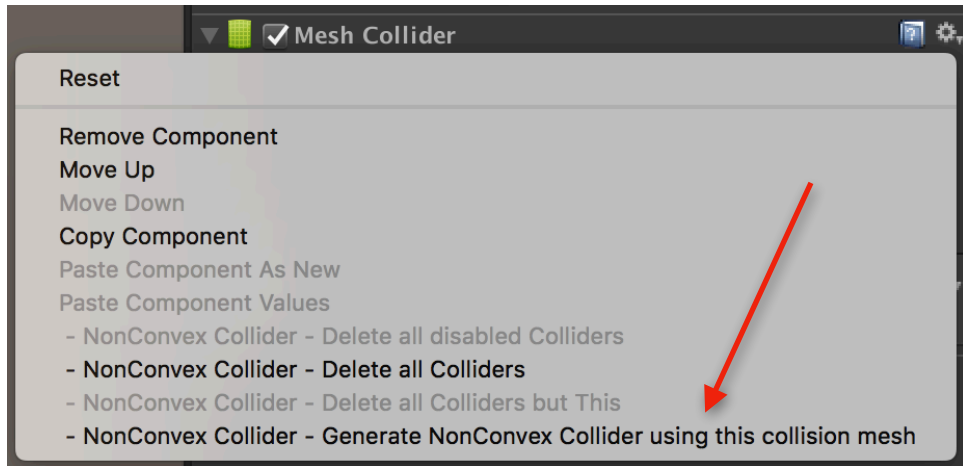 Mesh Collider
Reset
Remove Component
Move Up
Move Down
Copy Component
Paste Component As New
Paste Component Values
- NonConvex Collider - Delete all disabled Colliders
- NonConvex Collider - Delete all Colliders
- NonConvex Collider - Delete all Colliders but This
- NonConvex Collider - Generate NonConvex Collider using this collision mesh